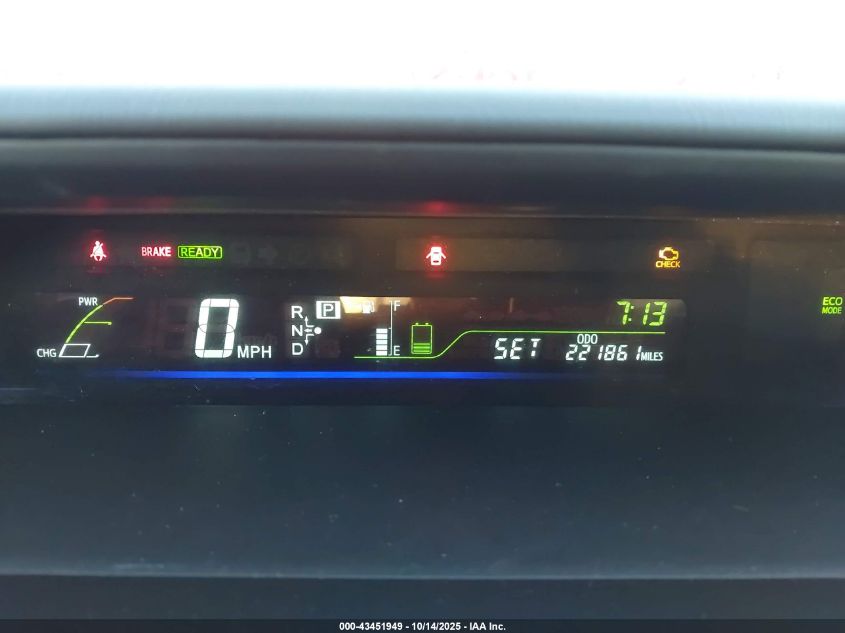 BRAKE READY
CHECK
PWR
CHG
0 MPH
R
N
D
P
F
E
7:13
ECO
MODE
SET
ODO
221861 MILES
000-43451949 - 10/14/2025 - IAA Inc.